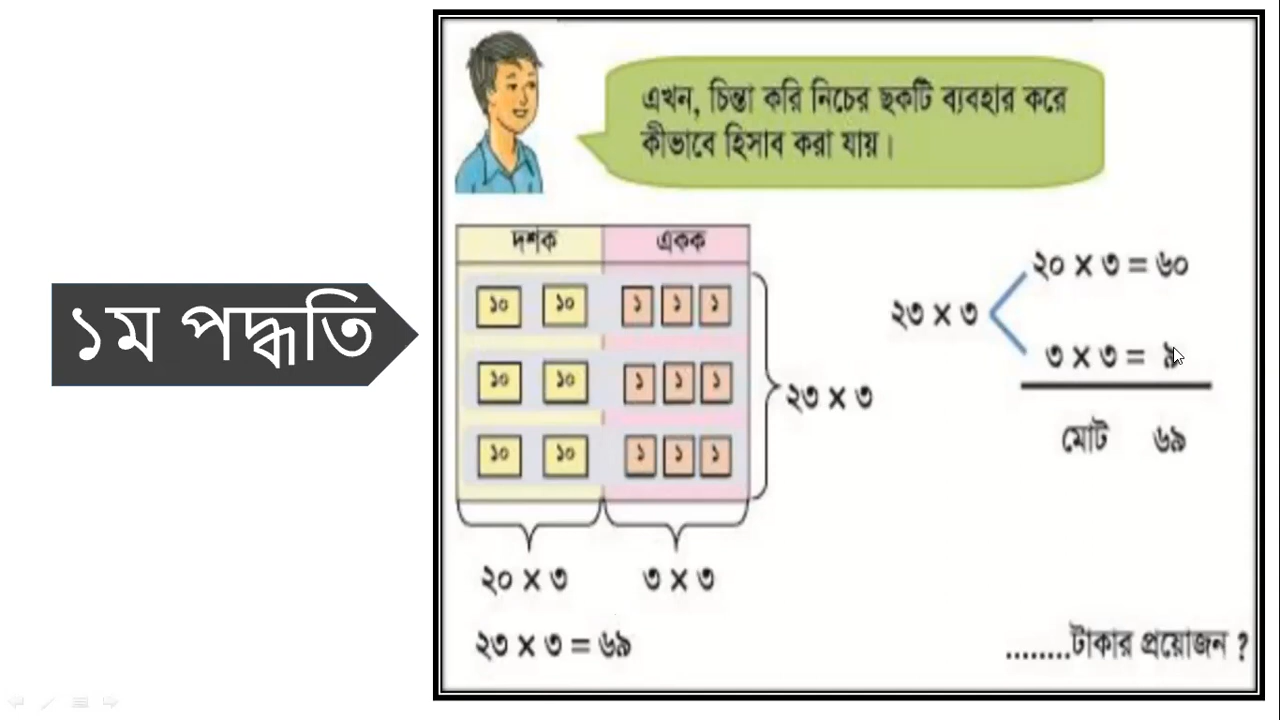 ১ম পদ্ধতি
এখন, চিন্তা করি নিচের ছকটি ব্যবহার করে
কীভাবে হিসাব করা যায়।
দশক একক
১০ ১০ ১ ১ ১
১০ ১০ ১ ১ ১
১০ ১০ ১ ১ ১
২৩ × ৩
২০ × ৩ ৩ × ৩
২৩ × ৩ = ৬৯
২৩ × ৩
২০ × ৩ = ৬০
৩ × ৩ = ৯
মোট ৬৯
........টাকার প্রয়োজন ?